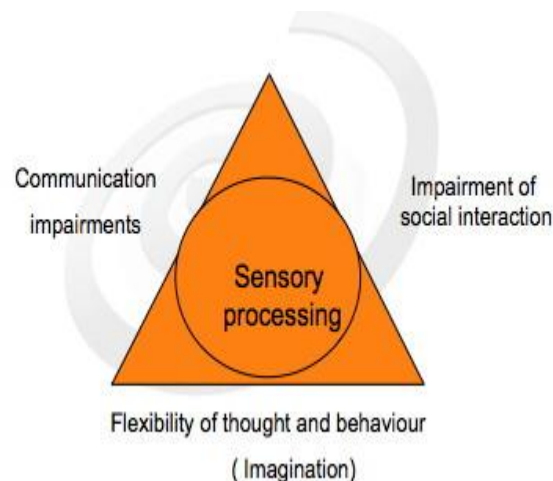 Communication
impairments
Impairment of
social interaction
Sensory
processing
Flexibility of thought and behaviour
( Imagination)